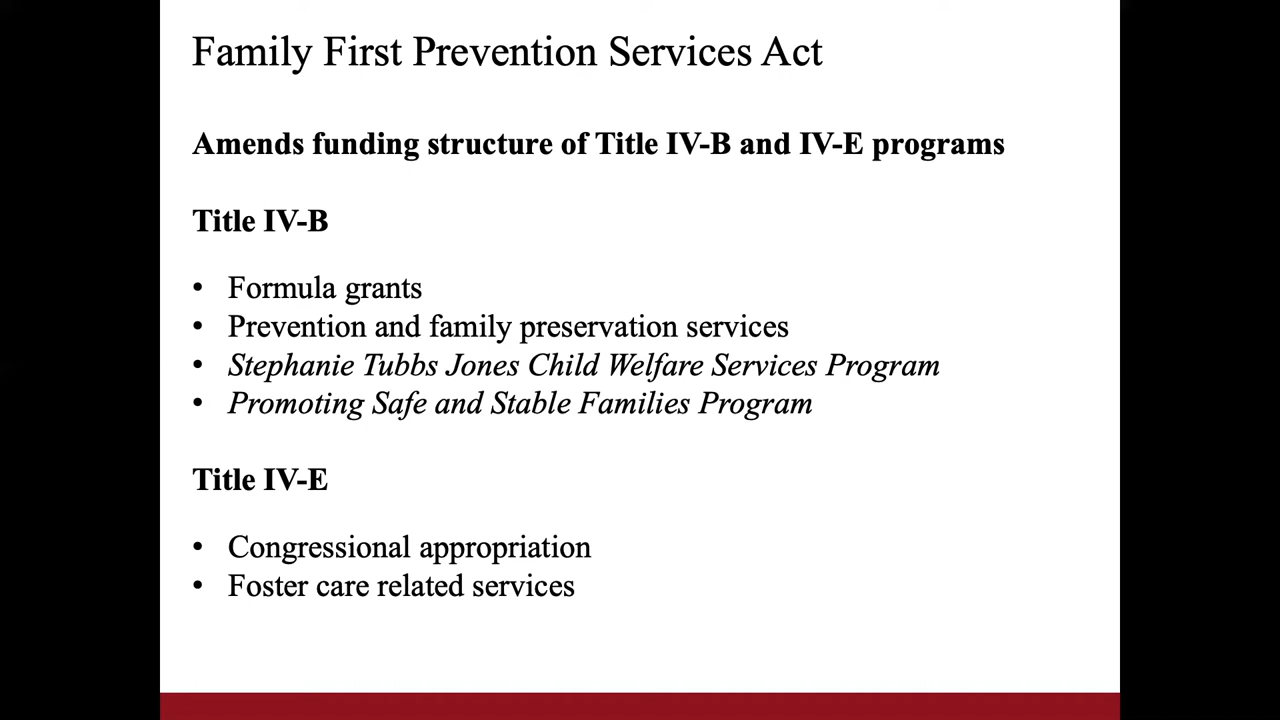 Family First Prevention Services Act
Amends funding structure of Title IV-B and IV-E programs
Title IV-B
• Formula grants
• Prevention and family preservation services
• Stephanie Tubbs Jones Child Welfare Services Program
• Promoting Safe and Stable Families Program
Title IV-E
• Congressional appropriation
• Foster care related services